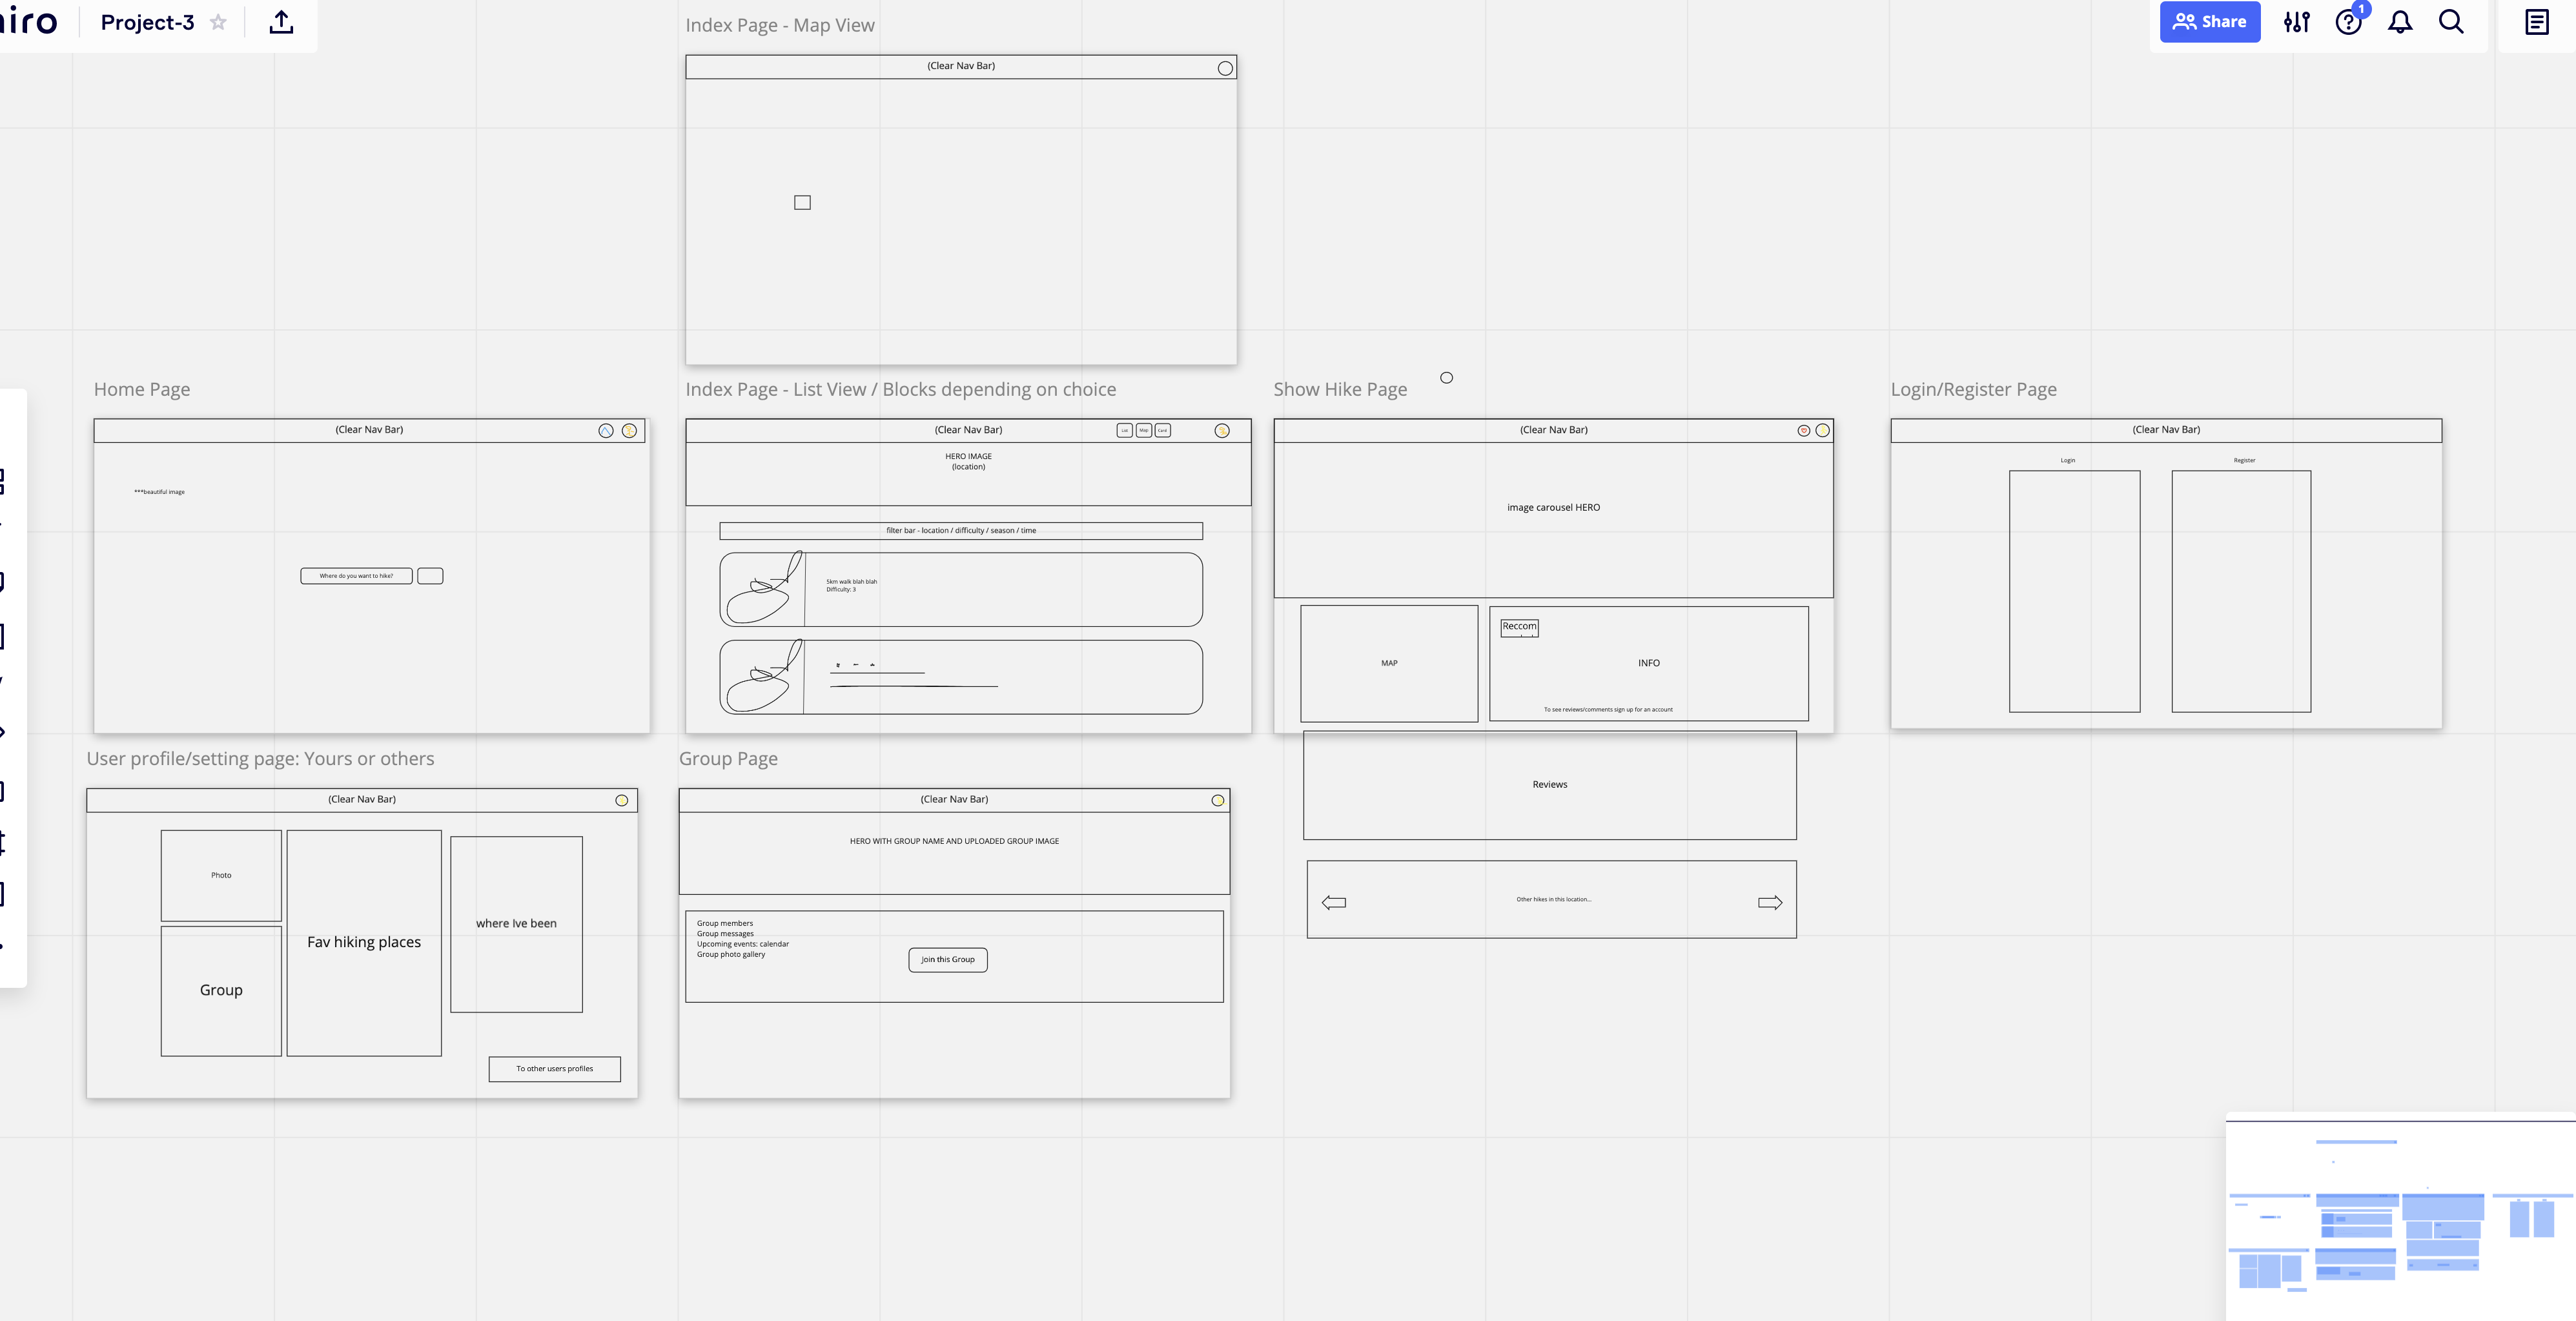 miro
Project-3
Share
1
Index Page - Map View
(Clear Nav Bar)
Home Page
(Clear Nav Bar)
***beautiful image
Where do you want to hike?
Index Page - List View / Blocks depending on choice
(Clear Nav Bar)
List
Map
Card
HERO IMAGE
(location)
filter bar - location / difficulty / season / time
5km walk blah blah
Difficulty: 3
Show Hike Page
(Clear Nav Bar)
image carousel HERO
MAP
Reccom
INFO
To see reviews/comments sign up for an account
Reviews
Other hikes in this location...
Login/Register Page
(Clear Nav Bar)
Login
Register
User profile/setting page: Yours or others
(Clear Nav Bar)
Photo
Group
Fav hiking places
where Ive been
To other users profiles
Group Page
(Clear Nav Bar)
HERO WITH GROUP NAME AND UPLOADED GROUP IMAGE
Group members
Group messages
Upcoming events: calendar
Group photo gallery
Join this Group